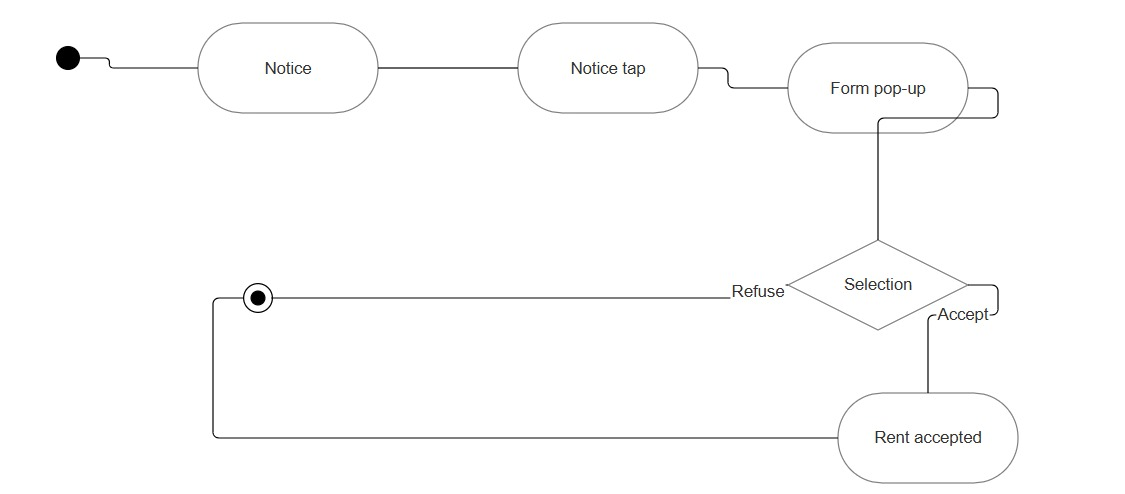 Notice
Notice tap
Form pop-up
Selection
Refuse
Accept
Rent accepted